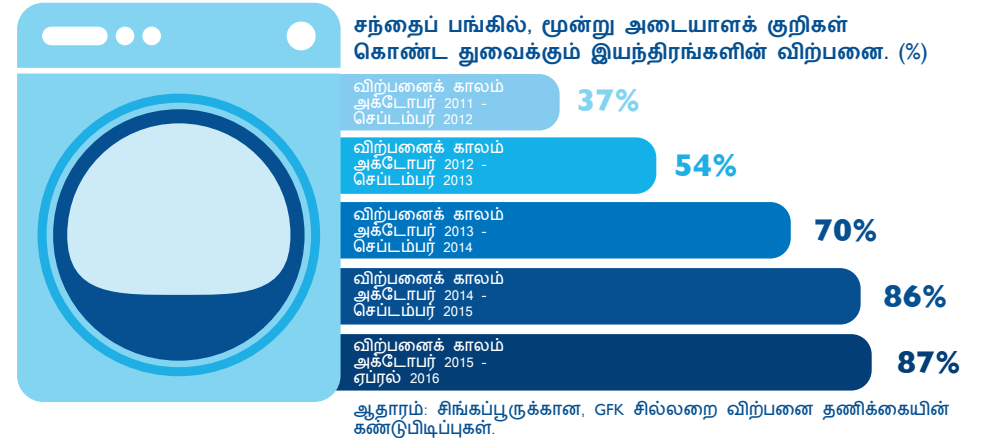 சந்தைப் பங்கில், மூன்று அடையாளக் குறிகள்
கொண்ட துவைக்கும் இயந்திரங்களின் விற்பனை. (%)
விற்பனைக் காலம்
அக்டோபர் 2011 -
செப்டம்பர் 2012
37%
விற்பனைக் காலம்
அக்டோபர் 2012 -
செப்டம்பர் 2013
54%
விற்பனைக் காலம்
அக்டோபர் 2013 -
செப்டம்பர் 2014
70%
விற்பனைக் காலம்
அக்டோபர் 2014 -
செப்டம்பர் 2015
86%
விற்பனைக் காலம்
அக்டோபர் 2015 -
ஏப்ரல் 2016
87%
ஆதாரம்: சிங்கப்பூருக்கான, GFK சில்லறை விற்பனை தணிக்கையின்
கண்டுபிடிப்புகள்.